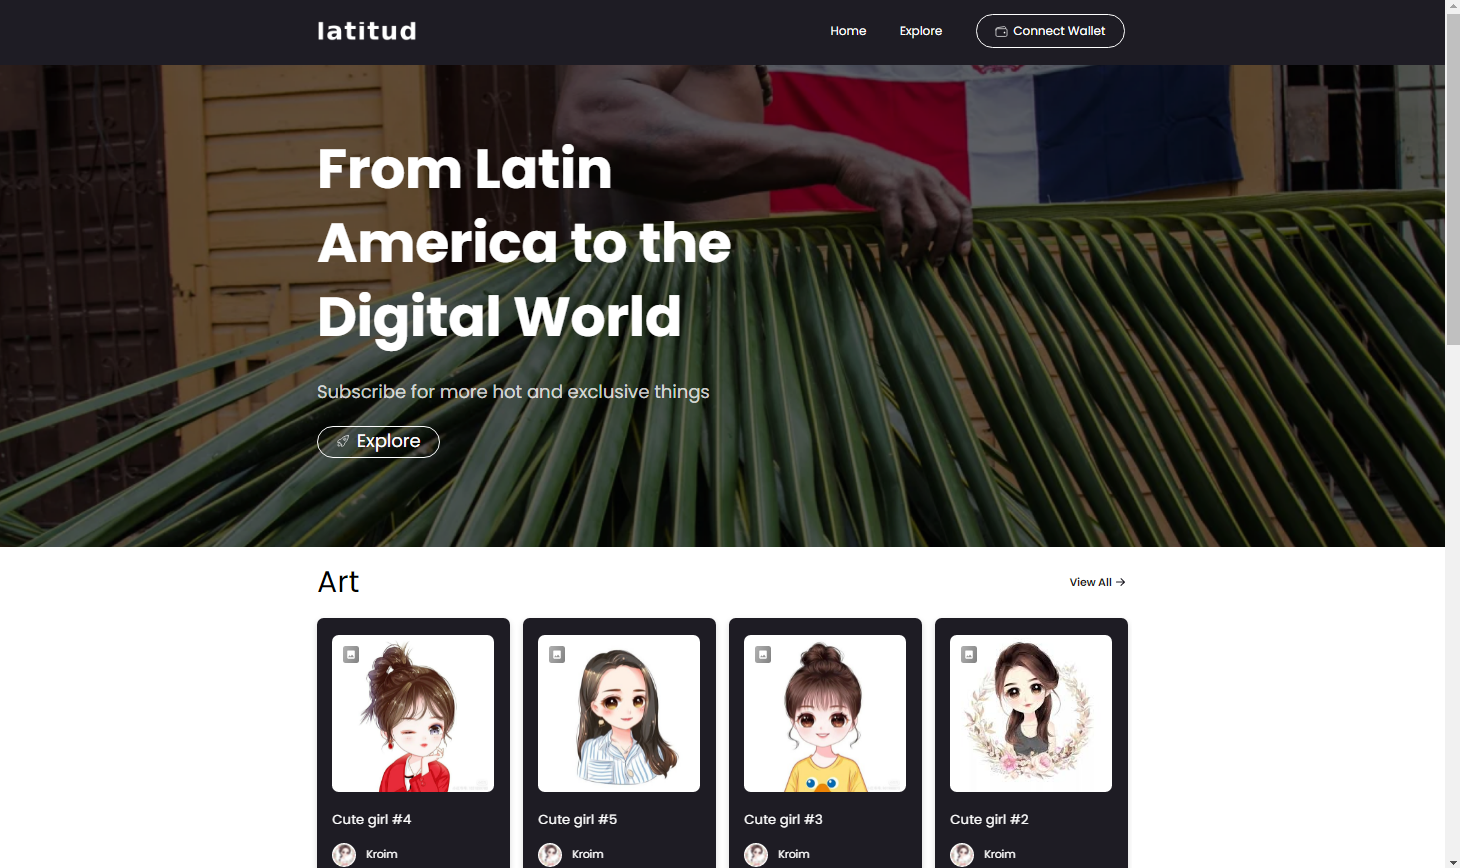 latitud
Home
Explore
Connect Wallet
From Latin
America to the
Digital World
Subscribe for more hot and exclusive things
Explore
Art
View All →
Cute girl #4
Kroim
Cute girl #5
Kroim
Cute girl #3
Kroim
Cute girl #2
Kroim